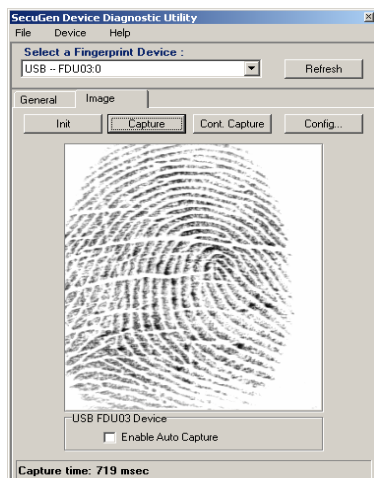 SecuGen Device Diagnostic Utility
File Device Help
Select a Fingerprint Device :
USB -- FDU03:0
Refresh
General Image
Init Capture Cont. Capture Config...
USB FDU03 Device
Enable Auto Capture
Capture time: 719 msec